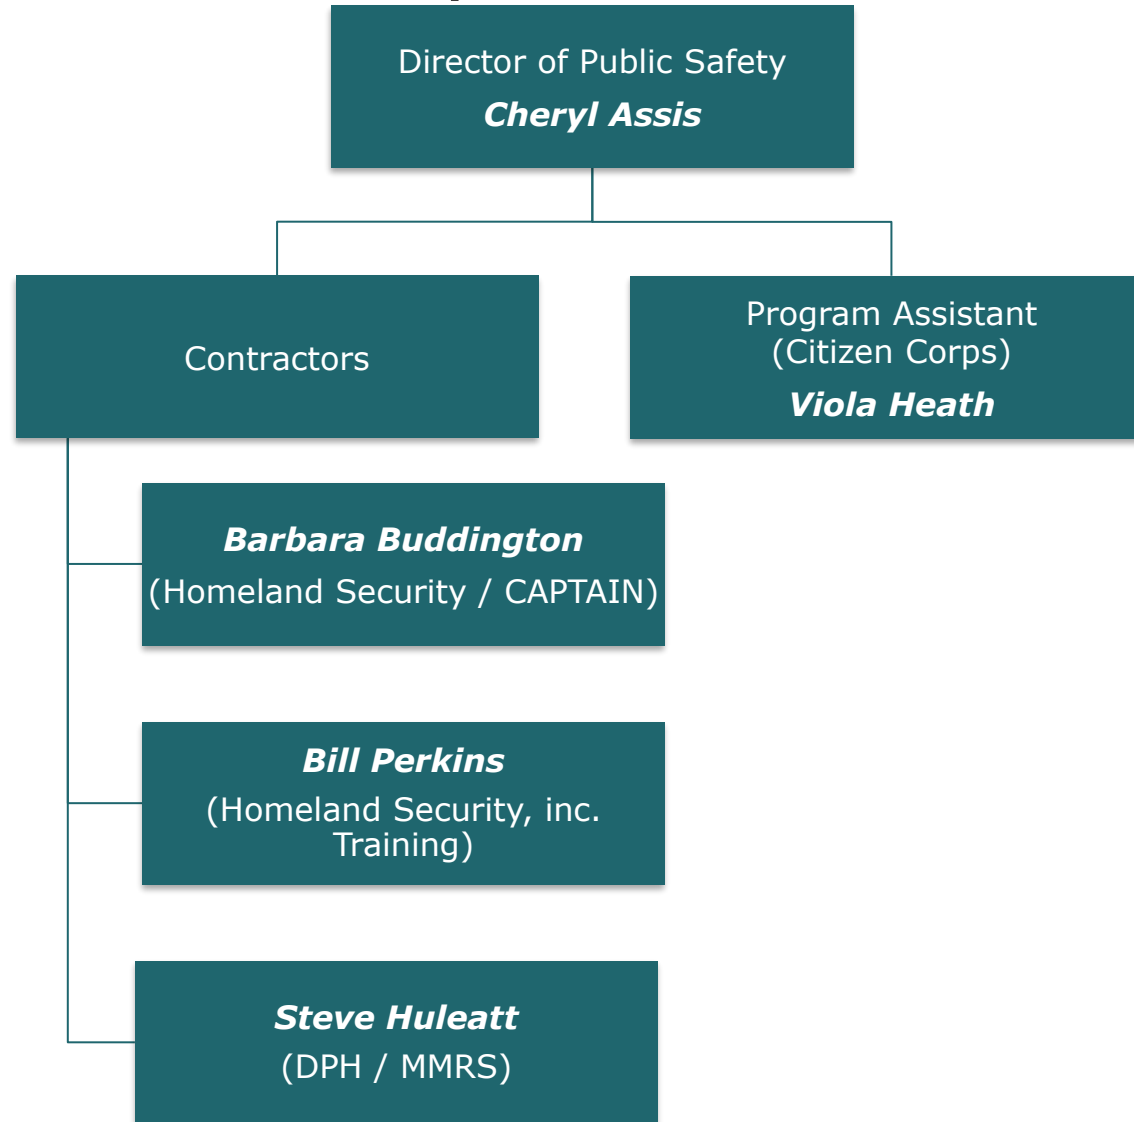 Director of Public Safety
Cheryl Assis
Contractors
Program Assistant
(Citizen Corps)
Viola Heath
Barbara Buddington
(Homeland Security / CAPTAIN)
Bill Perkins
(Homeland Security, inc.
Training)
Steve Huleatt
(DPH / MMRS)